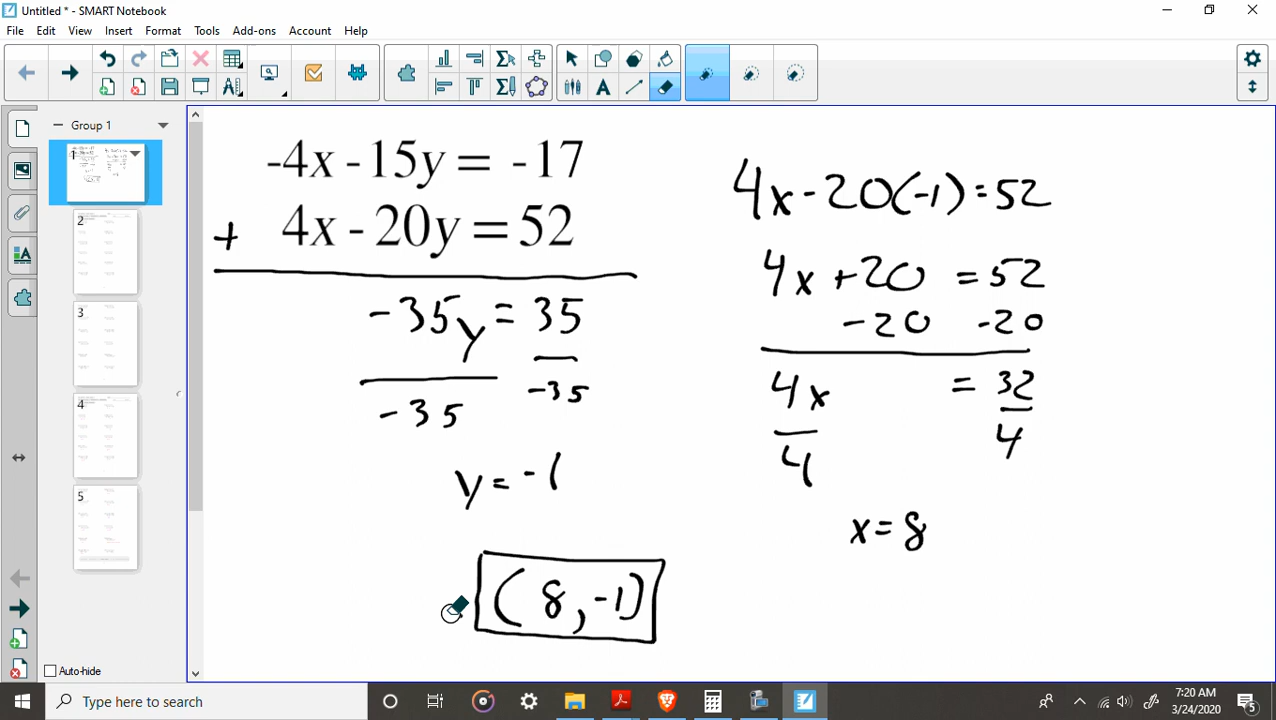 Untitled * - SMART Notebook
File Edit View Insert Format Tools Add-ons Account Help
Group 1
1
2
3
4
5
Auto-hide
-4x - 15y = -17
+ 4x - 20y = 52
-35y = 35
-35 -35
y = -1
(8, -1)
4x - 20(-1) = 52
4x + 20 = 52
-20 -20
4x = 32
4 4
x = 8
Type here to search
7:20 AM
3/24/2020
5